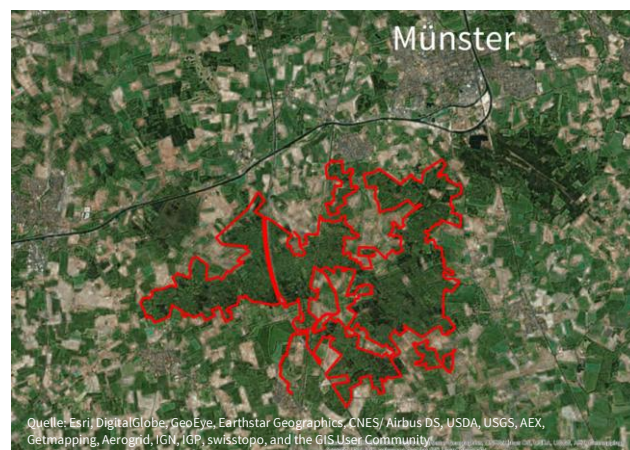 Münster
Quelle: Esri, DigitalGlobe, GeoEye, Earthstar Geographics, CNES/ Airbus DS, USDA, USGS, AEX,
Getmapping, Aerogrid, IGN, IGP, swisstopo, and the GIS User Community